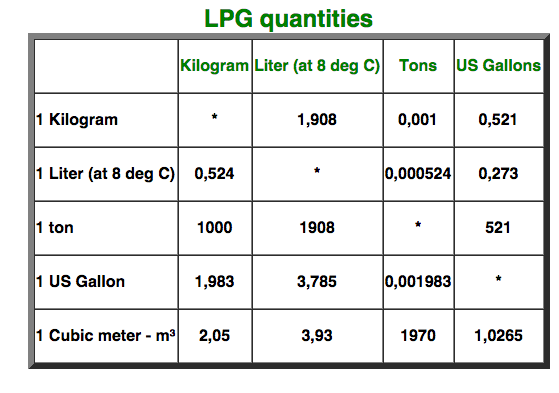 LPG quantities
Kilogram Liter (at 8 deg C) Tons US Gallons
1 Kilogram * 1,908 0,001 0,521
1 Liter (at 8 deg C) 0,524 * 0,000524 0,273
1 ton 1000 1908 * 521
1 US Gallon 1,983 3,785 0,001983 *
1 Cubic meter - m³ 2,05 3,93 1970 1,0265